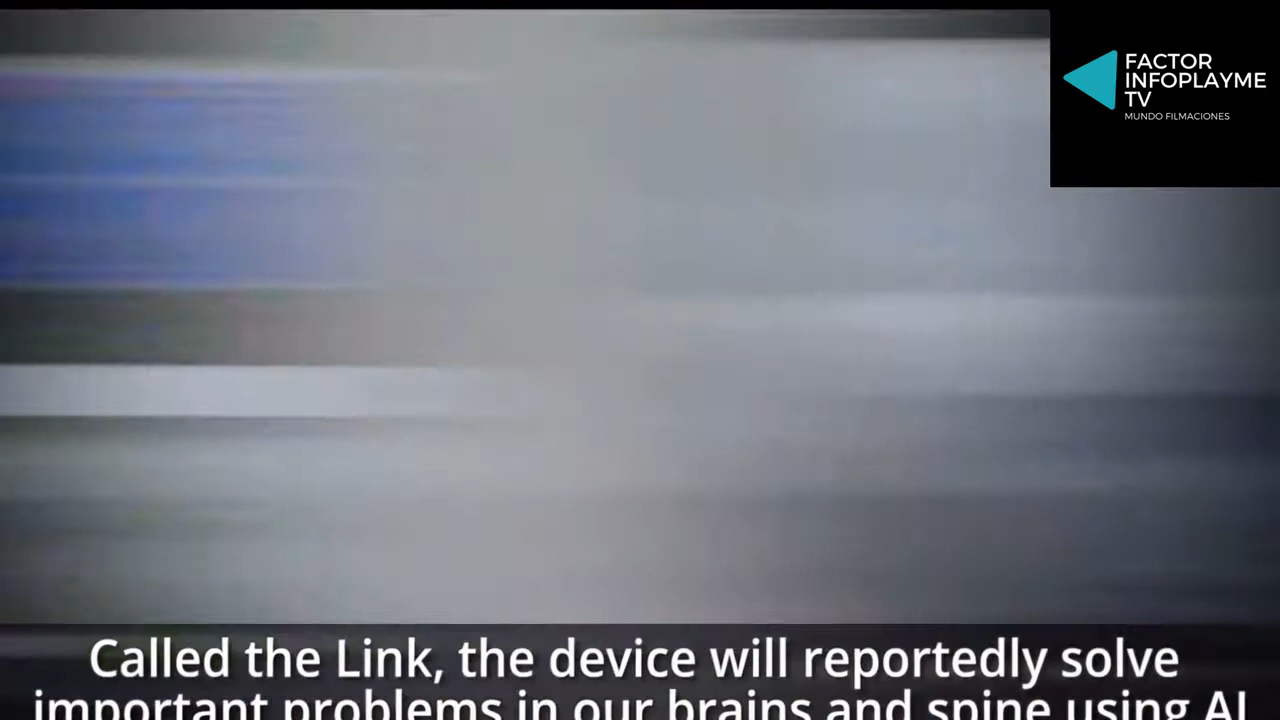 FACTOR
INFOPLAYME
TV
MUNDO FILMACIONES
Called the Link, the device will reportedly solve
important problems in our brains and spine using AI